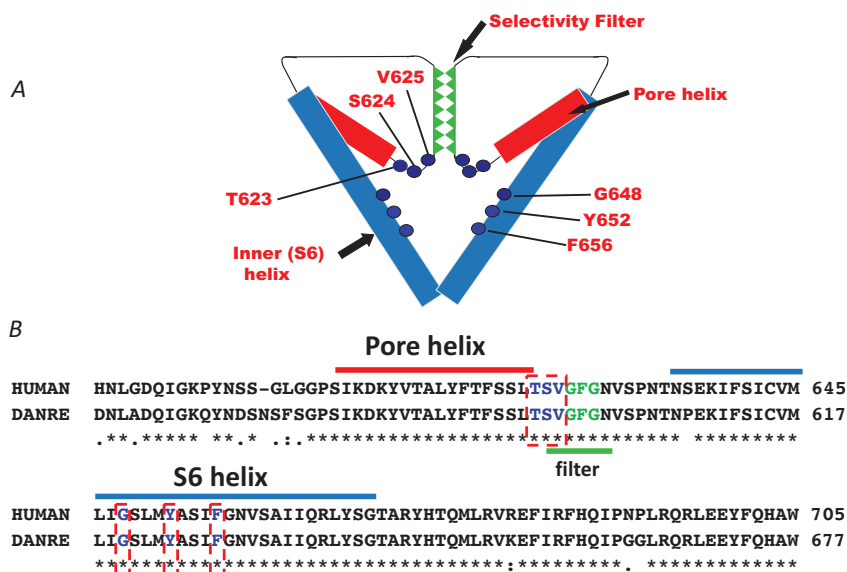 A
Selectivity Filter
V625
S624
Pore helix
T623
G648
Y652
F656
Inner (S6)
helix
B
Pore helix
HUMAN HNLGDQIGKPYNSS-GLGGPSIKDKYVTALYFTFSSLTSVGFGNVSPNTNSEKIFSICVM 645
DANRE DNLADQIGKQYNDSNSFSGPSIKDKYVTALYFTFSSLTSVGFGNVSPNTNPEKIFSICVM 617
.**.***** **.* .:.***************************** **********
filter
S6 helix
HUMAN LIGSLMYASIFGNVSAIIQRLYSGTARYHTQMLRVREFIRFHQIPNPLRQRLEEYFQHAW 705
DANRE LIGSLMYASIFGNVSAIIQRLYSGTARYHTQMLRVKEFIRFHQIPGGLRQRLEEYFQHAW 677
***********************************:*********. *************